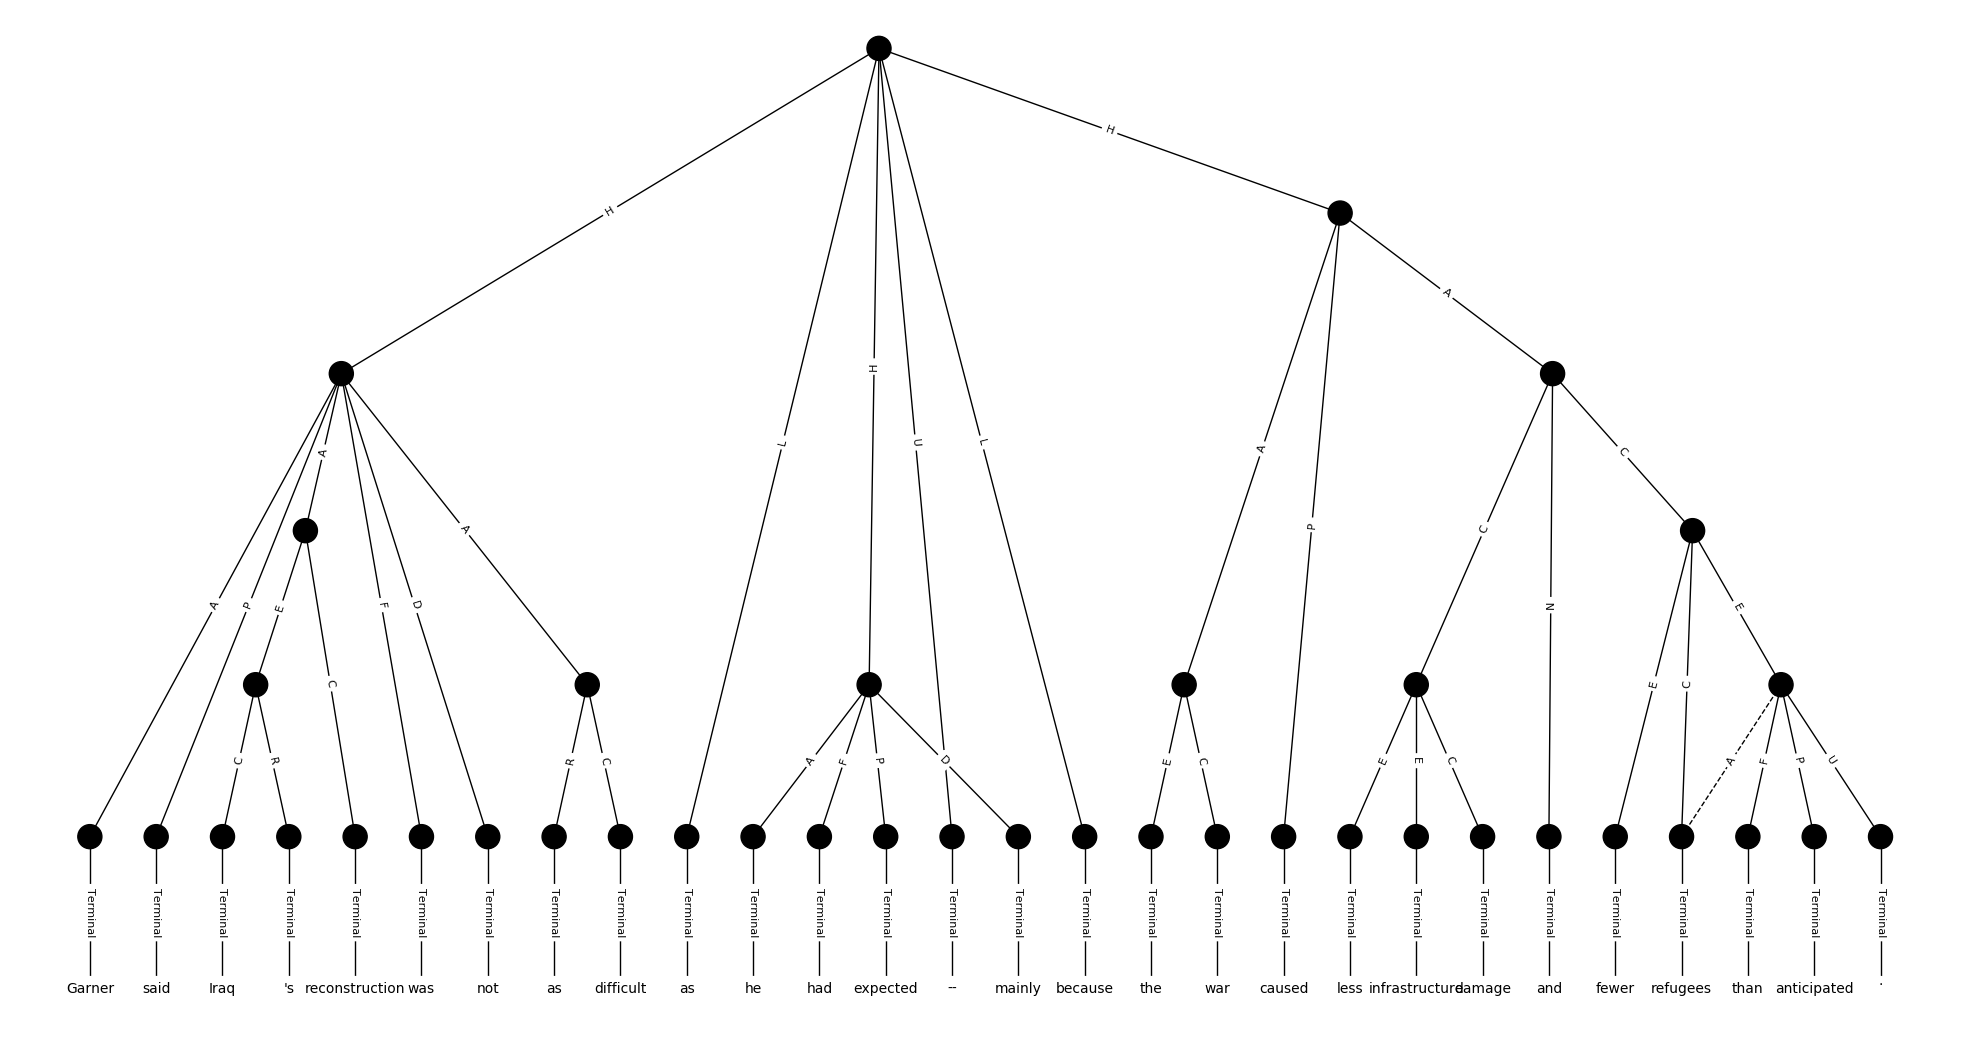 H
H
A
A
L
H
U
L
A
P
C
N
C
A
P
A
E
C
F
D
A
E
C
E
C
R
R
C
A
F
P
D
E
C
E
E
C
A
F
P
U
Terminal Terminal Terminal Terminal Terminal Terminal Terminal Terminal Terminal Terminal Terminal Terminal Terminal Terminal Terminal Terminal Terminal Terminal Terminal Terminal Terminal Terminal Terminal Terminal Terminal Terminal Terminal Terminal
Garner said Iraq 's reconstruction was not as difficult as he had expected -- mainly because the war caused less infrastructure damage and fewer refugees than anticipated .